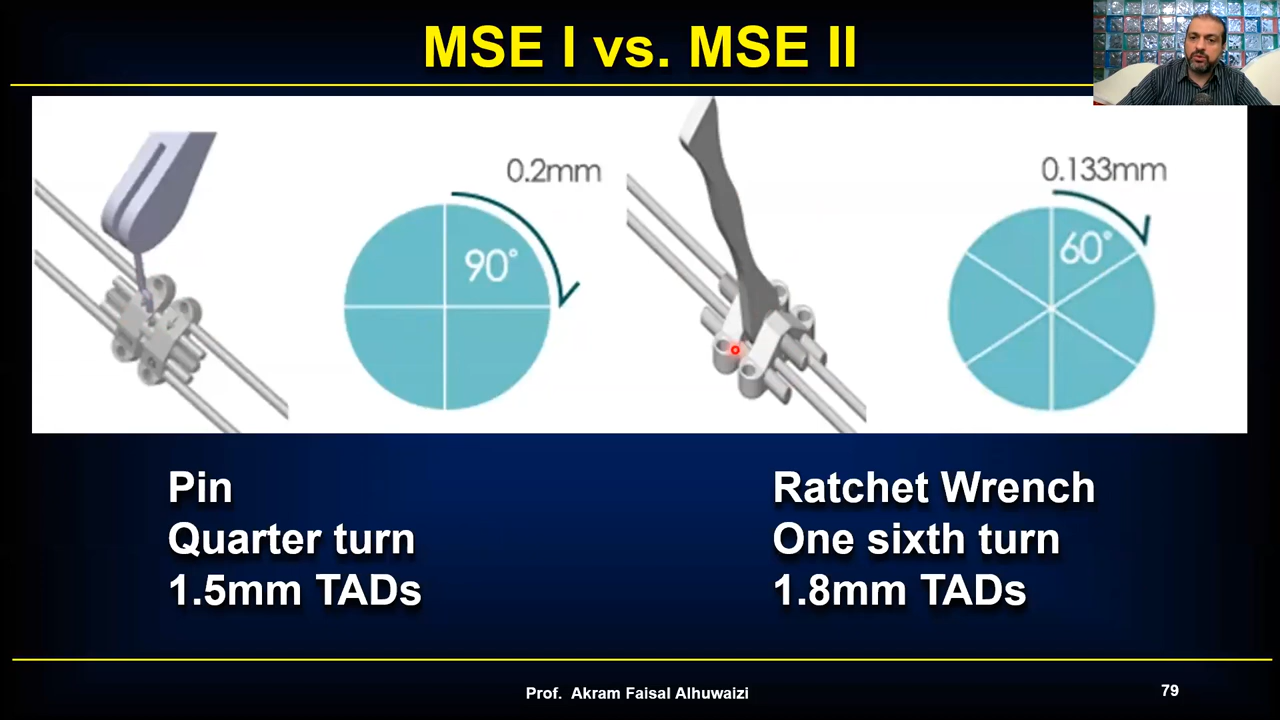 MSE I vs. MSE II
0.2mm
90°
0.133mm
60°
Pin
Quarter turn
1.5mm TADs
Ratchet Wrench
One sixth turn
1.8mm TADs
Prof. Akram Faisal Alhuwaizi
79